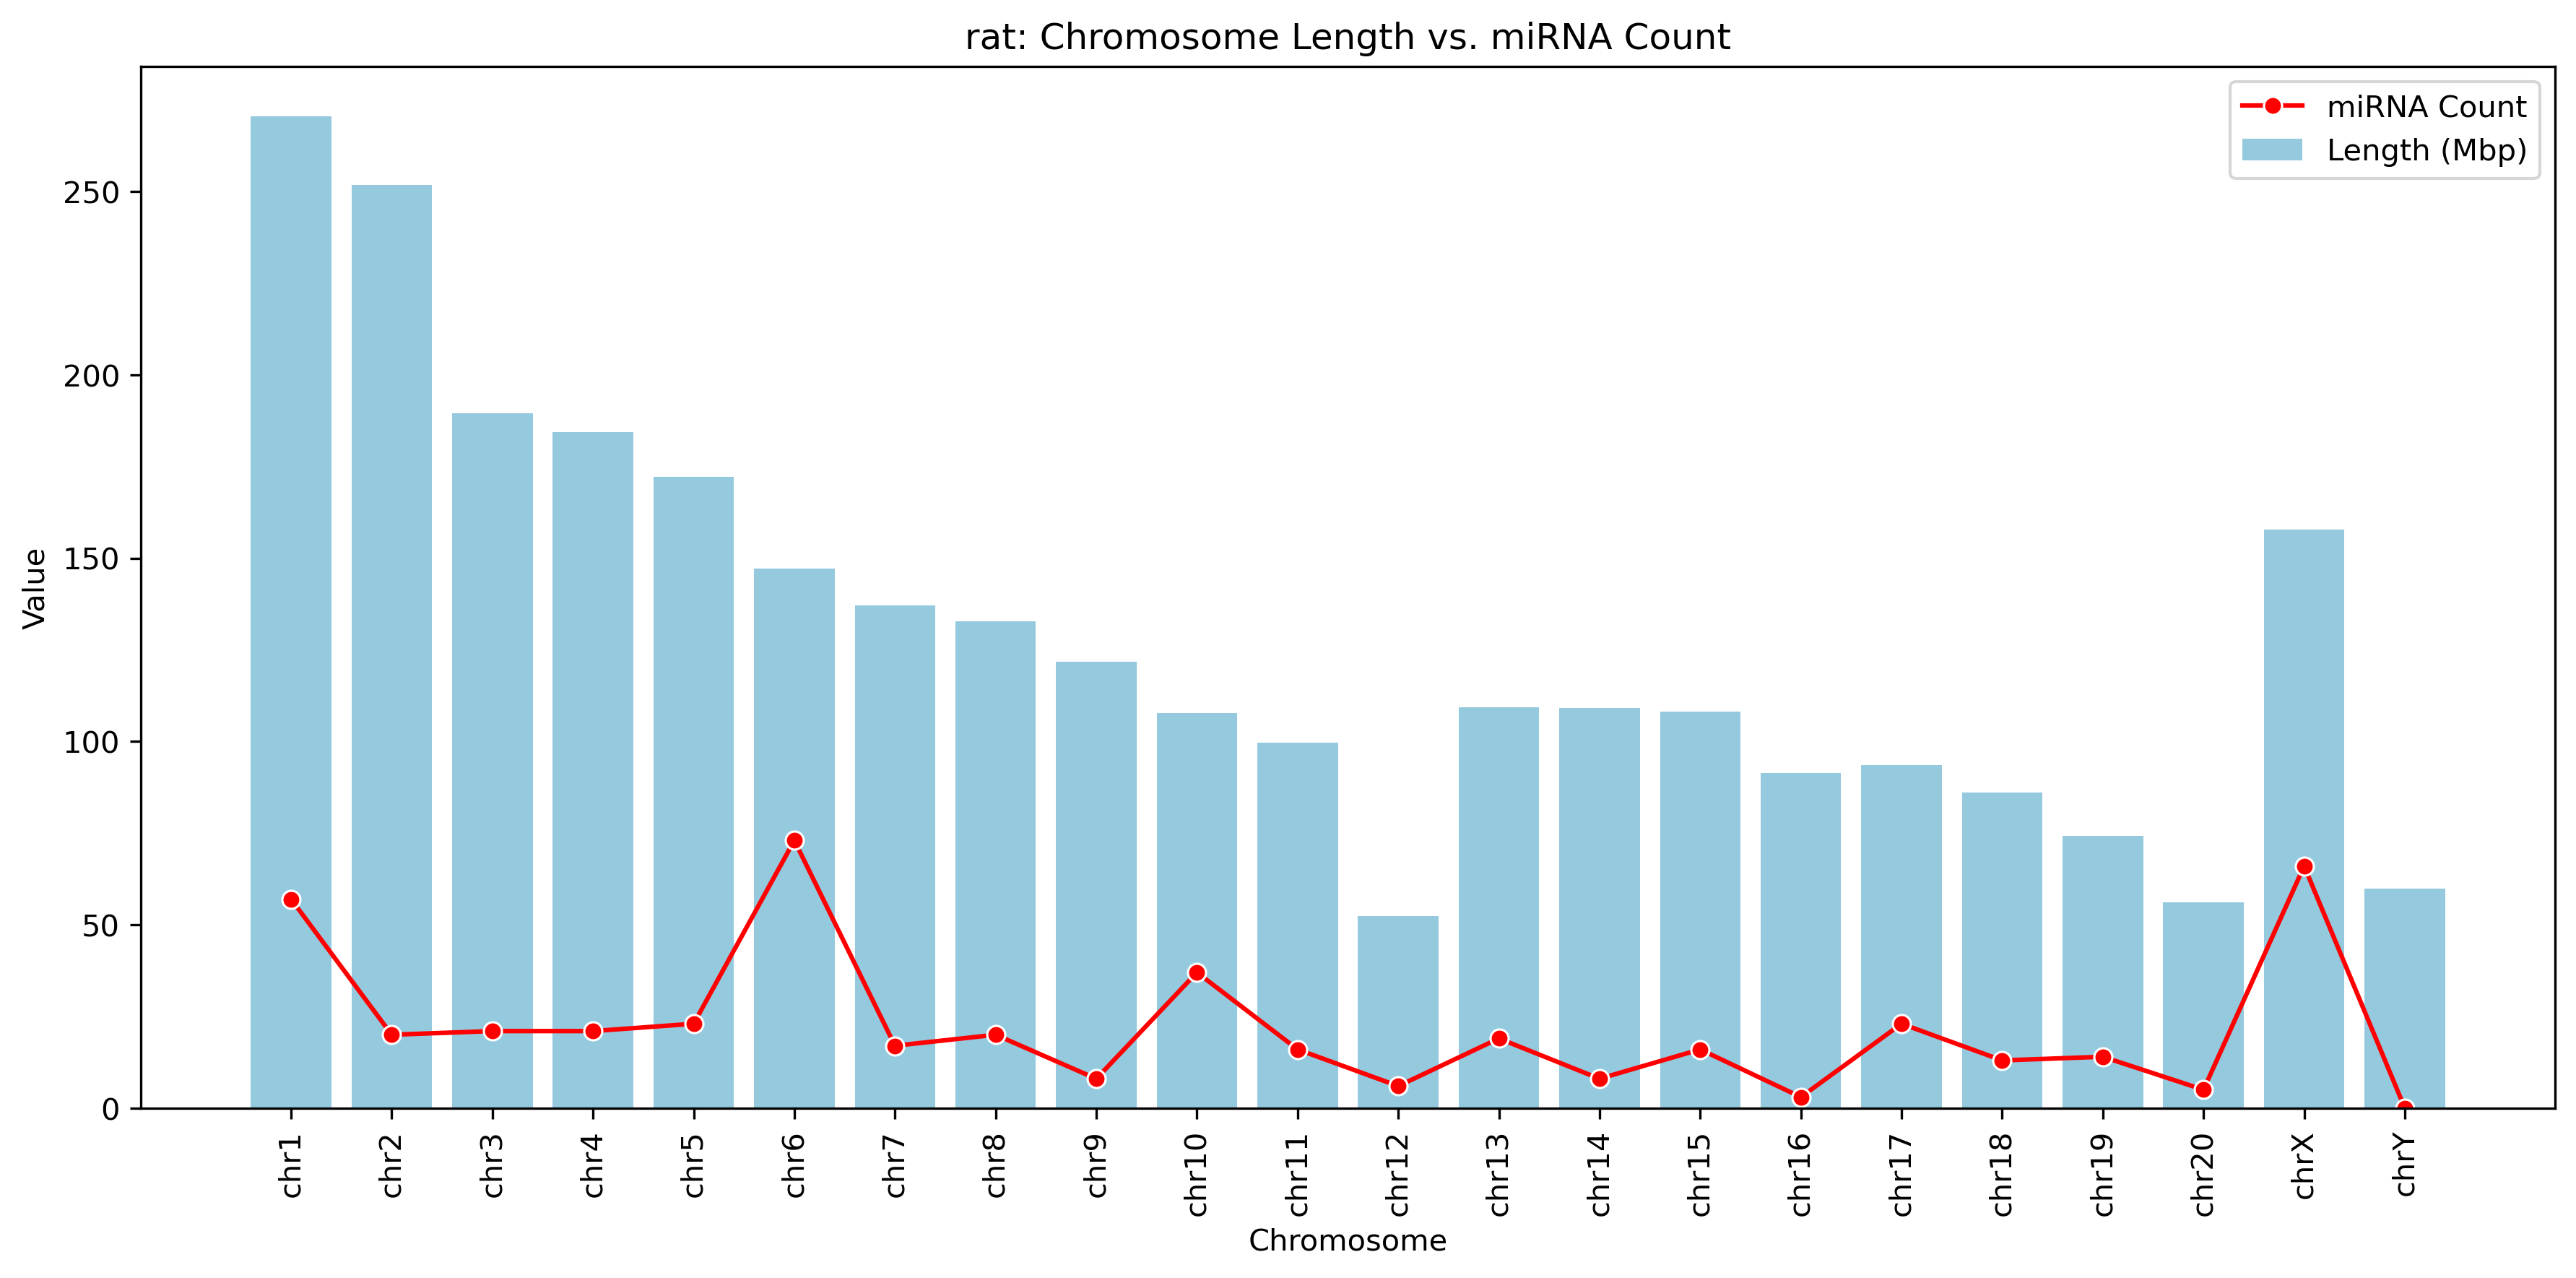 rat: Chromosome Length vs. miRNA Count
miRNA Count
Length (Mbp)
Value
250
200
150
100
50
0
chr1
chr2
chr3
chr4
chr5
chr6
chr7
chr8
chr9
chr10
chr11
chr12
chr13
chr14
chr15
chr16
chr17
chr18
chr19
chr20
chrX
chrY
Chromosome